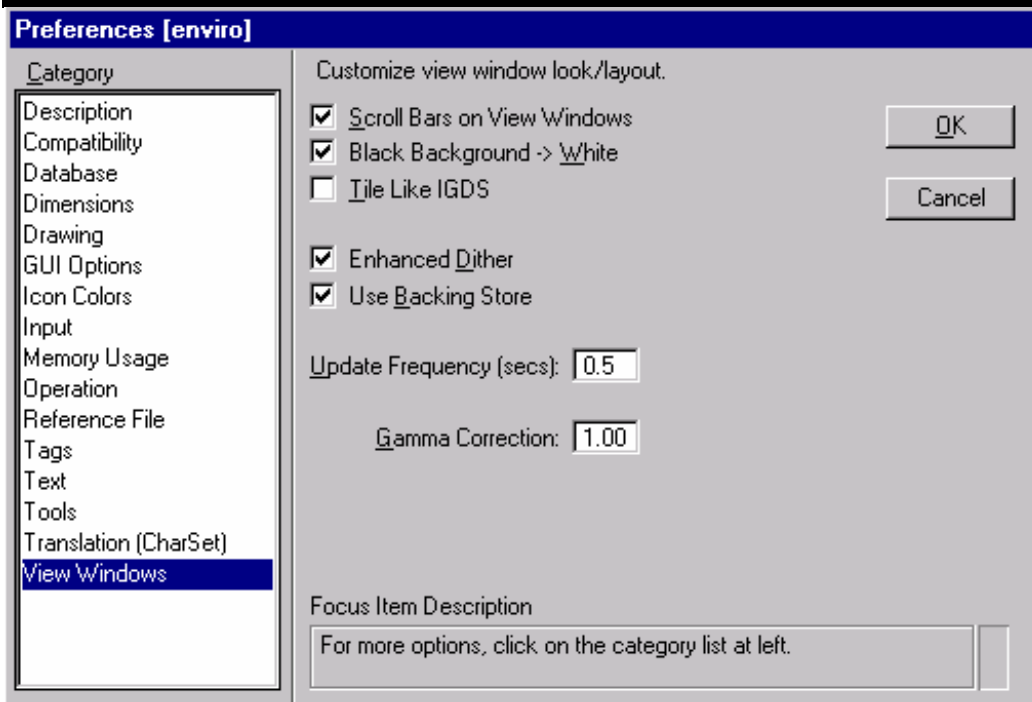 Preferences [enviro]
Category
Description
Compatibility
Database
Dimensions
Drawing
GUI Options
Icon Colors
Input
Memory Usage
Operation
Reference File
Tags
Text
Tools
Translation (CharSet)
View Windows
Customize view window look/layout.
Scroll Bars on View Windows
Black Background -> White
Tile Like IGDS
Enhanced Dither
Use Backing Store
Update Frequency (secs): 0.5
Gamma Correction: 1.00
OK
Cancel
Focus Item Description
For more options, click on the category list at left.